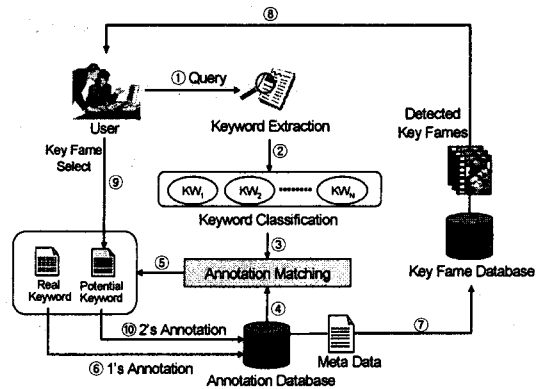 ⑧
① Query
User
Keyword Extraction
Detected
Key Fames
Key Fame
Select
②
⑨
KW₁ KW₂ ········ KWN
Keyword Classification
③
⑤
Real
Keyword
Potential
Keyword
Annotation Matching
Key Fame Database
④
⑩ 2's Annotation
⑦
Meta Data
⑥ 1's Annotation
Annotation Database